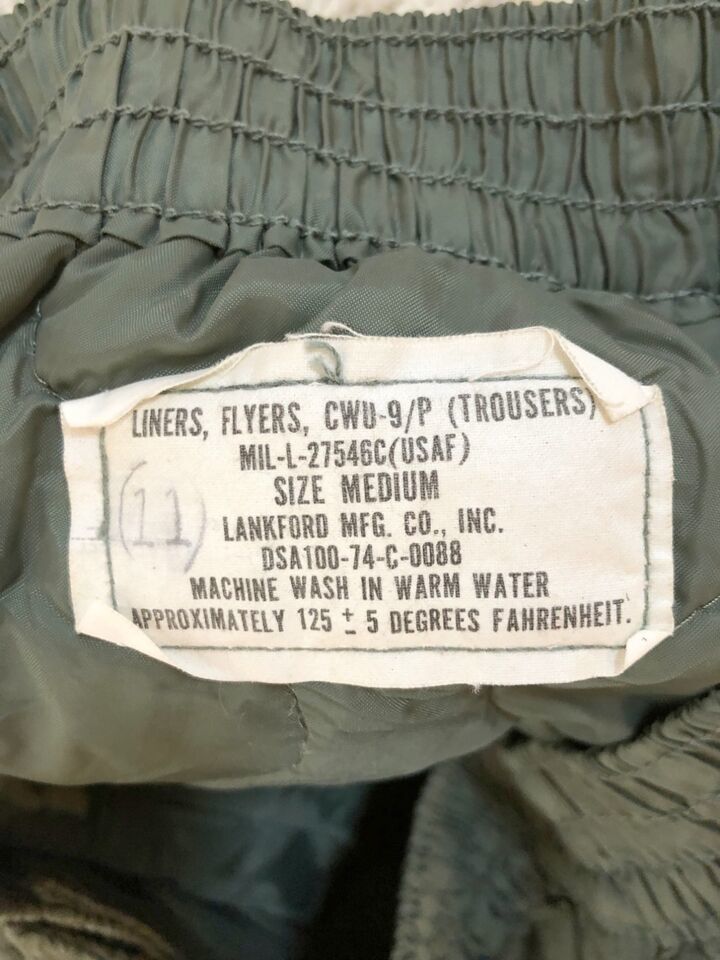 LINERS, FLYERS, CWU-9/P (TROUSERS)
MIL-L-27546C(USAF)
SIZE MEDIUM
(11)
LANKFORD MFG. CO., INC.
DSA100-74-C-0088
MACHINE WASH IN WARM WATER
APPROXIMATELY 125 ± 5 DEGREES FAHRENHEIT.